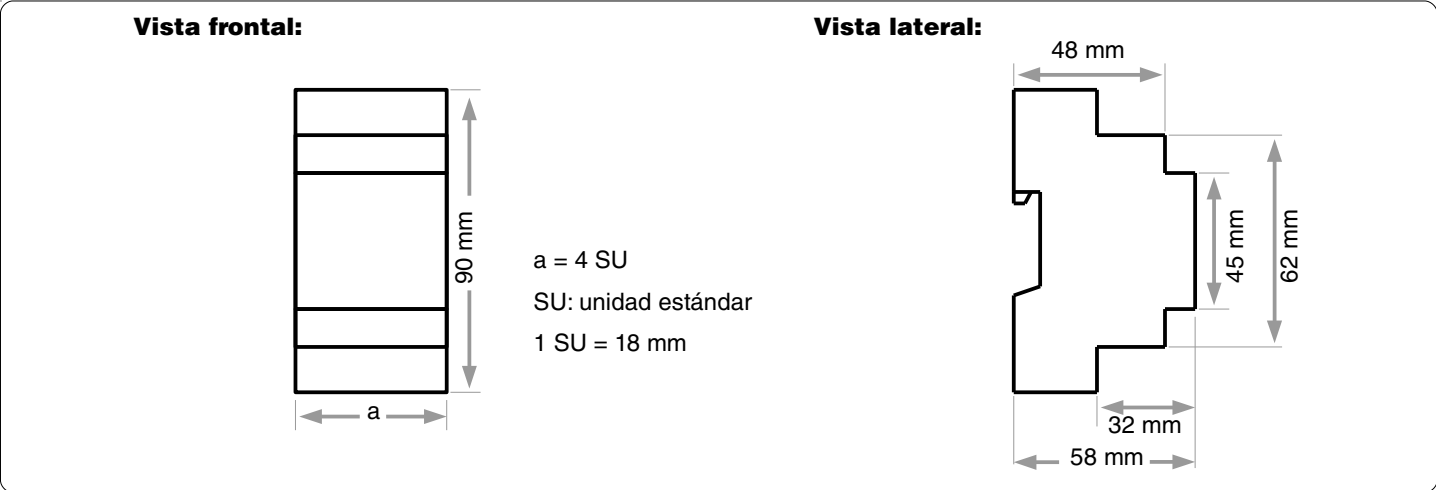 Vista frontal:
90 mm
a
a = 4 SU
SU: unidad estándar
1 SU = 18 mm
Vista lateral:
48 mm
45 mm
62 mm
32 mm
58 mm